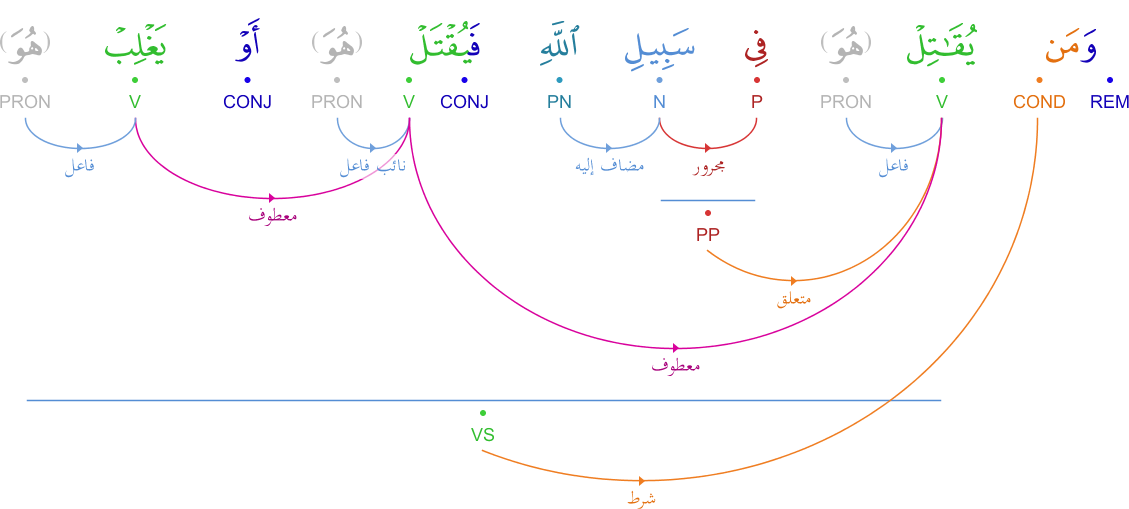 وَمَن يُقَـٰتِلْ (هُوَ) فِى سَبِيلِ ٱللَّهِ فَيُقْتَلْ (هُوَ) أَوْ يَغْلِبْ (هُوَ)
REM COND V PRON P N PN CONJ V PRON CONJ V PRON
فاعل مجرور مضاف إليه نائب فاعل فاعل
معطوف
PP
متعلق
معطوف
VS
شرط